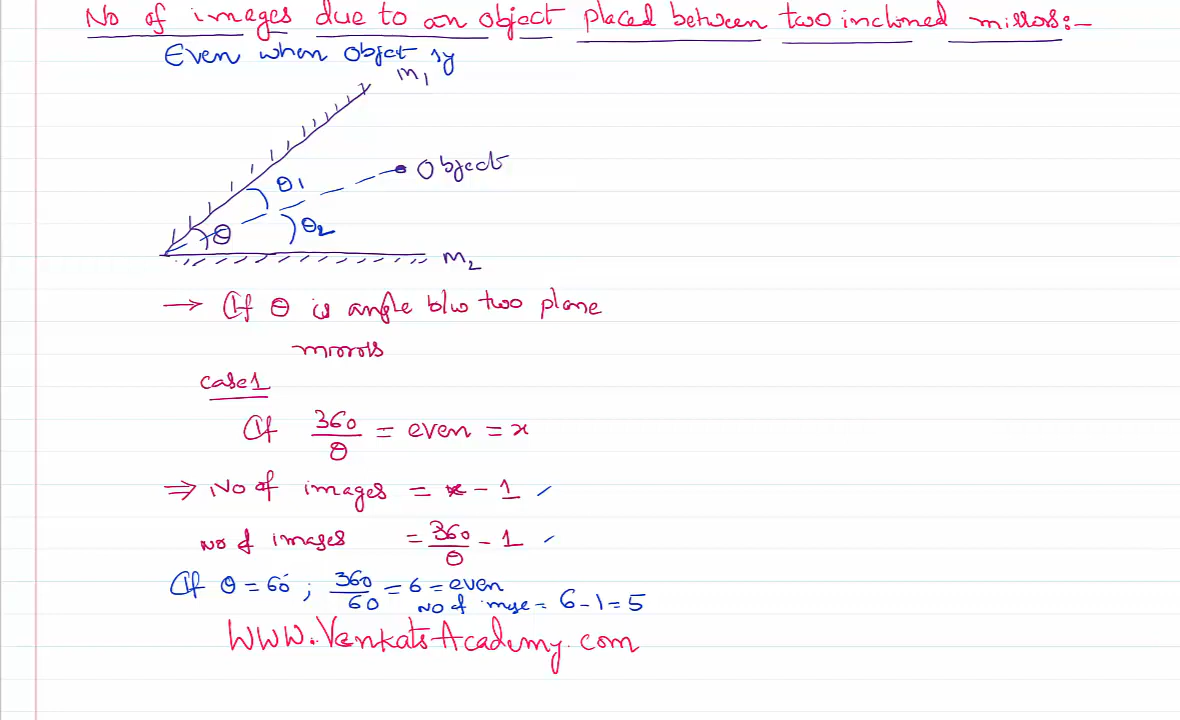 No of images due to an object placed between two inclined mirrors:-
Even when object sy
m1
Object
θ1
θ
θ2
m2
→ If θ is angle b/w two plane
mirrors
case1
If 360/θ = even = x
⇒ No of images = x - 1
no of images = 360/θ - 1
If θ = 60°; 360/60 = 6 = even
No of image = 6-1=5
WWW.VenkatsAcademy.com